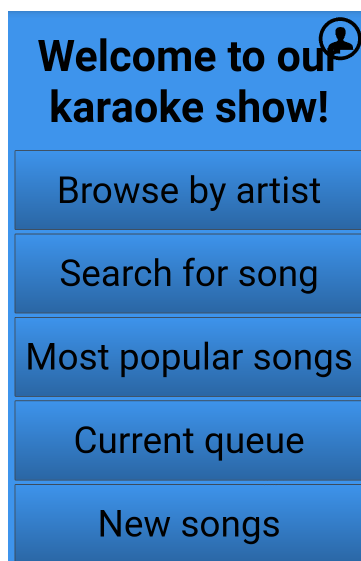 Welcome to our
karaoke show!
Browse by artist
Search for song
Most popular songs
Current queue
New songs